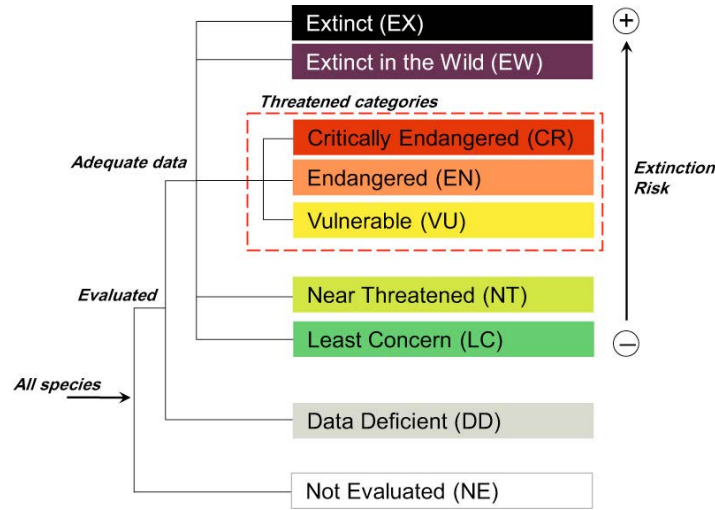 Extinct (EX)
+
Extinct in the Wild (EW)
Threatened categories
Critically Endangered (CR)
Adequate data
Extinction
Risk
Endangered (EN)
Vulnerable (VU)
Evaluated
Near Threatened (NT)
Least Concern (LC)
−
All species
Data Deficient (DD)
Not Evaluated (NE)